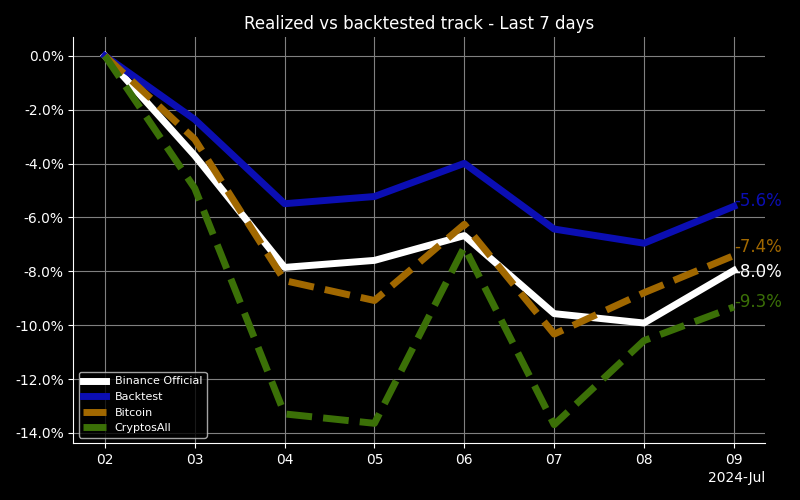 Realized vs backtested track - Last 7 days
0.0%
-2.0%
-4.0%
-6.0%
-8.0%
-10.0%
-12.0%
-14.0%
-5.6%
-7.4%
-8.0%
-9.3%
Binance Official
Backtest
Bitcoin
CryptosAll
02 03 04 05 06 07 08 09
2024-Jul